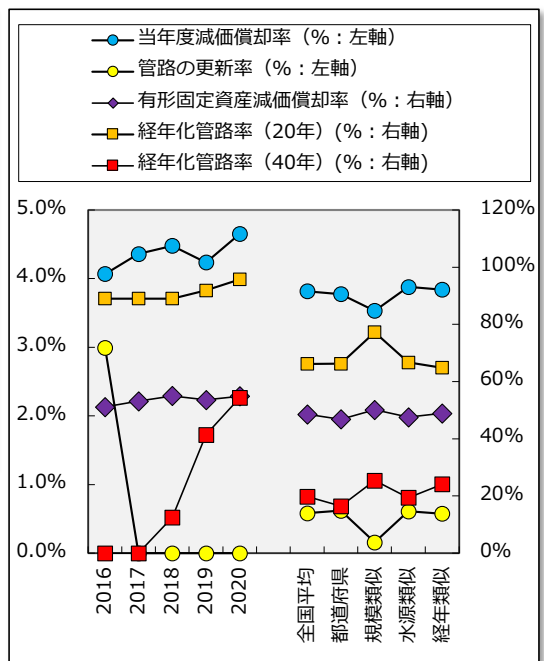 当年度減価償却率（%：左軸）
管路の更新率（%：左軸）
有形固定資産減価償却率（%：右軸）
経年化管路率（20年）(%：右軸)
経年化管路率（40年）(%：右軸)
5.0%
4.0%
3.0%
2.0%
1.0%
0.0%
120%
100%
80%
60%
40%
20%
0%
2016
2017
2018
2019
2020
全国平均
都道府県
規模類似
水源類似
経年類似